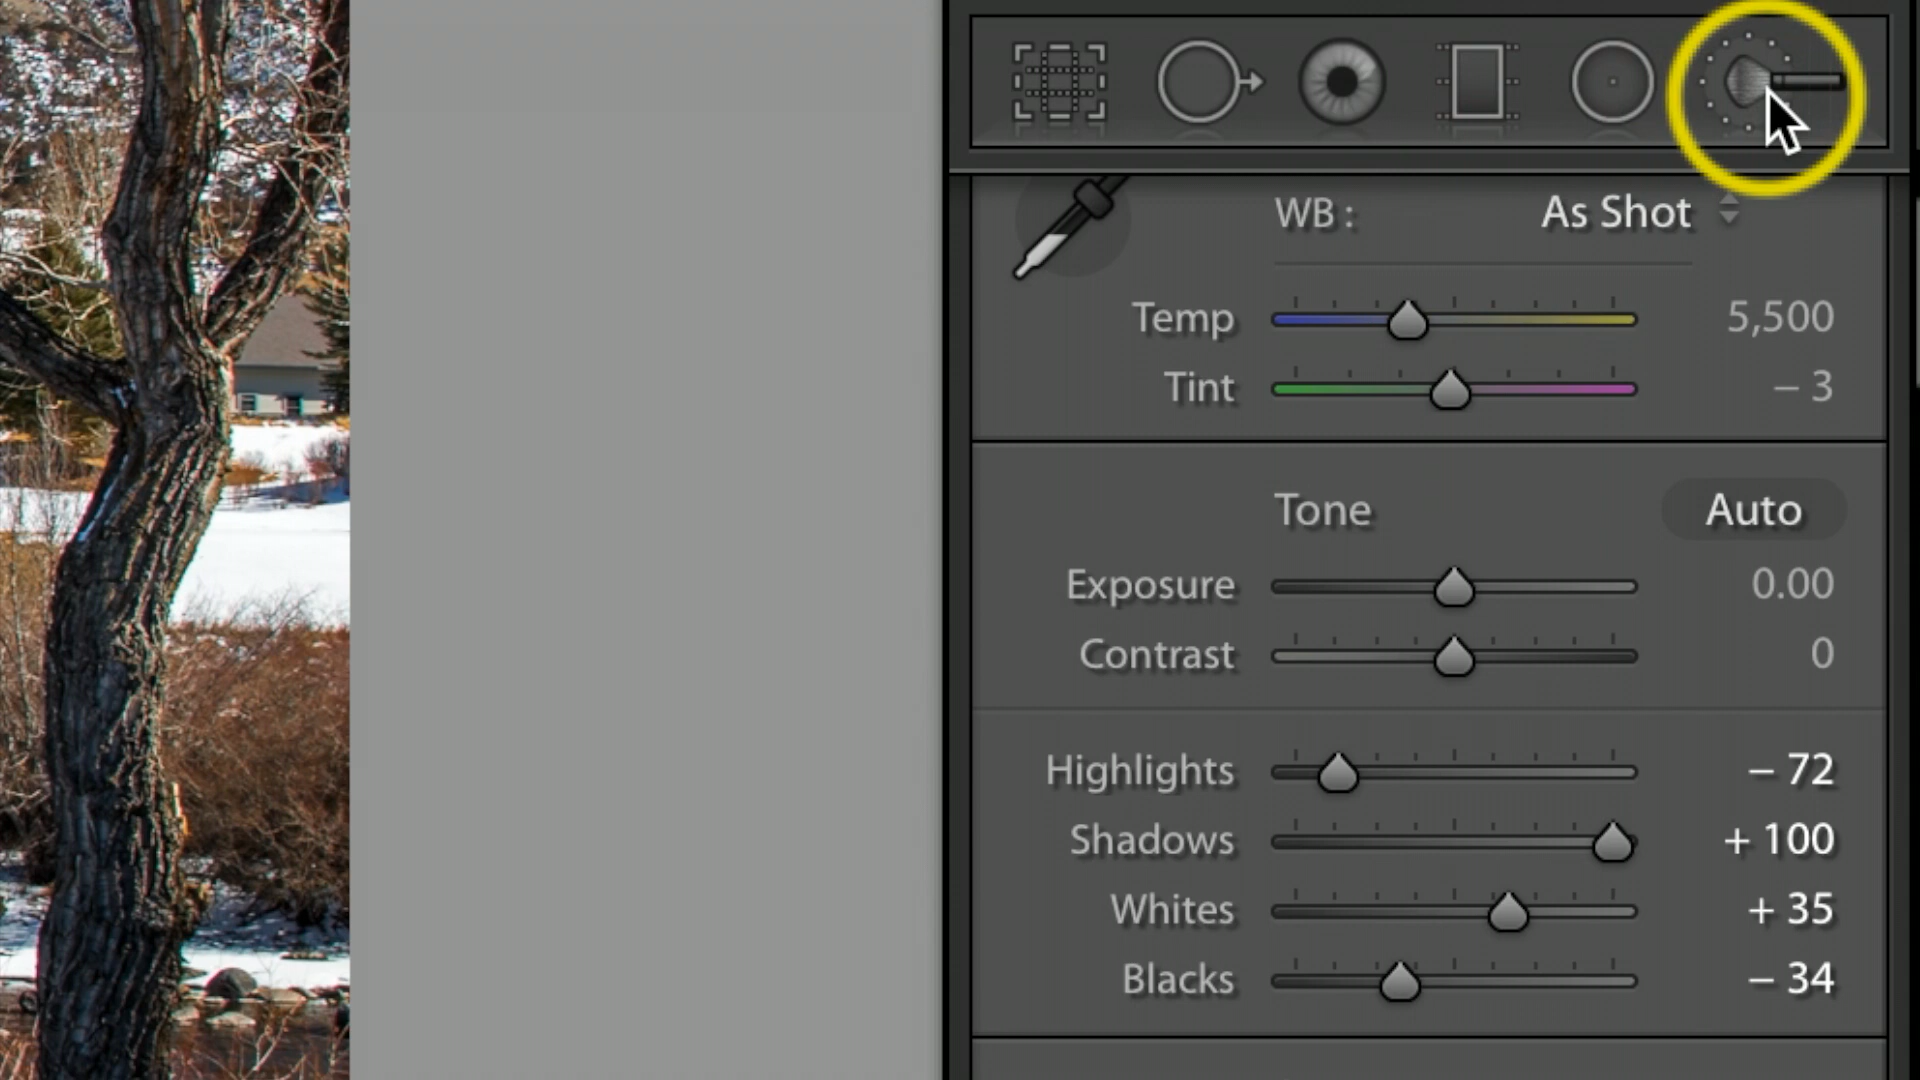 WB : As Shot
Temp 5,500
Tint – 3
Tone Auto
Exposure 0.00
Contrast 0
Highlights – 72
Shadows + 100
Whites + 35
Blacks – 34